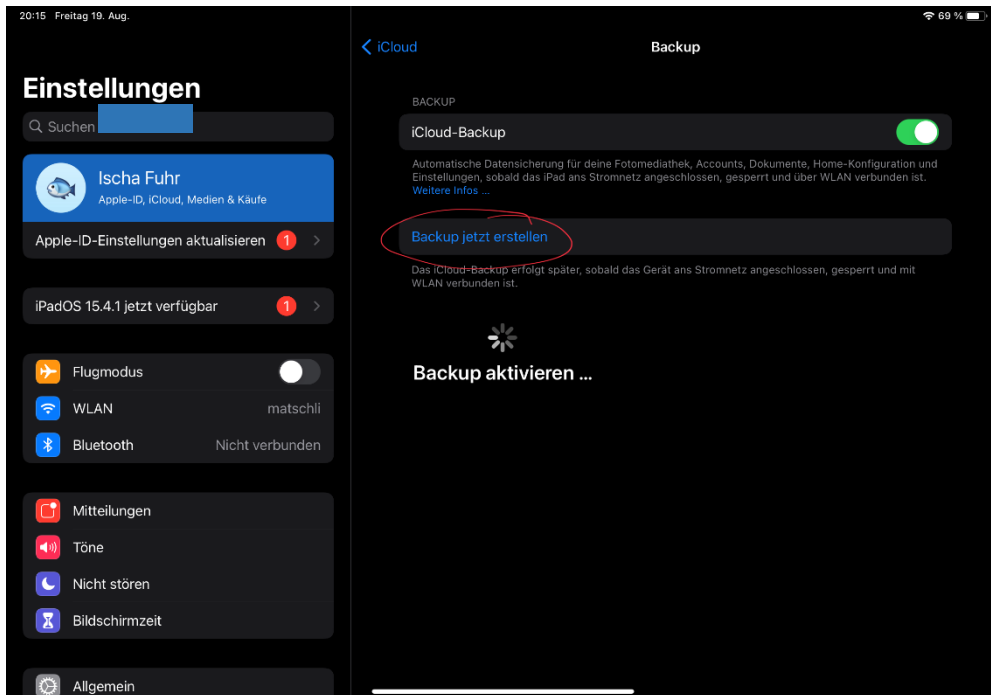 20:15 Freitag 19. Aug.
69 %
Einstellungen
Suchen
Ischa Fuhr
Apple-ID, iCloud, Medien & Käufe
Apple-ID-Einstellungen aktualisieren 1
iPadOS 15.4.1 jetzt verfügbar 1
Flugmodus
WLAN matschli
Bluetooth Nicht verbunden
Mitteilungen
Töne
Nicht stören
Bildschirmzeit
Allgemein
iCloud
Backup
BACKUP
iCloud-Backup
Automatische Datensicherung für deine Fotomediathek, Accounts, Dokumente, Home-Konfiguration und
Einstellungen, sobald das iPad ans Stromnetz angeschlossen, gesperrt und über WLAN verbunden ist.
Weitere Infos ...
Backup jetzt erstellen
Das iCloud-Backup erfolgt später, sobald das Gerät ans Stromnetz angeschlossen, gesperrt und mit
WLAN verbunden ist.
Backup aktivieren ...